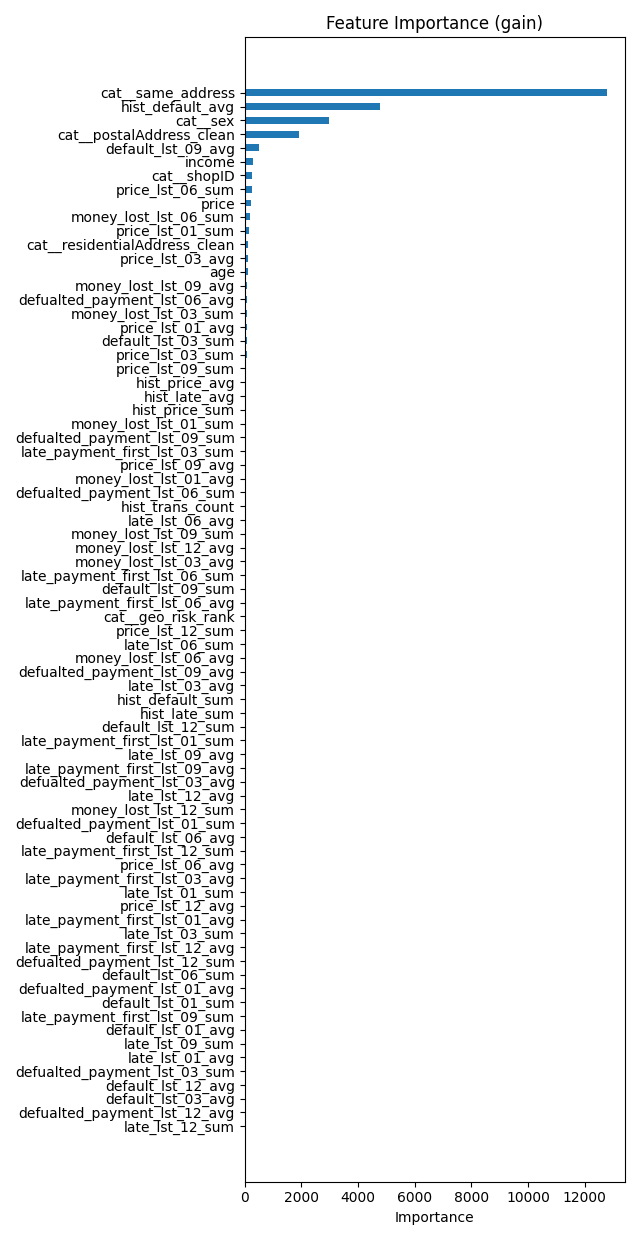 Feature Importance (gain)
cat__same_address
hist_default_avg
cat__sex
cat__postalAddress_clean
default_lst_09_avg
income
cat__shopID
price_lst_06_sum
price
money_lost_lst_06_sum
price_lst_01_sum
cat__residentialAddress_clean
price_lst_03_avg
age
money_lost_lst_09_avg
defualted_payment_lst_06_avg
money_lost_lst_03_sum
price_lst_01_avg
default_lst_03_sum
price_lst_03_sum
price_lst_09_sum
hist_price_avg
hist_late_avg
hist_price_sum
money_lost_lst_01_sum
defualted_payment_lst_09_sum
late_payment_first_lst_03_sum
price_lst_09_avg
money_lost_lst_01_avg
defualted_payment_lst_06_sum
hist_trans_count
late_lst_06_avg
money_lost_lst_09_sum
money_lost_lst_12_avg
money_lost_lst_03_avg
late_payment_first_lst_06_sum
default_lst_09_sum
late_payment_first_lst_06_avg
cat__geo_risk_rank
price_lst_12_sum
late_lst_06_sum
money_lost_lst_06_avg
defualted_payment_lst_09_avg
late_lst_03_avg
hist_default_sum
hist_late_sum
default_lst_12_sum
late_payment_first_lst_01_sum
late_lst_09_avg
late_payment_first_lst_09_avg
defualted_payment_lst_03_avg
late_lst_12_avg
money_lost_lst_12_sum
defualted_payment_lst_01_sum
default_lst_06_avg
late_payment_first_lst_12_sum
price_lst_06_avg
late_payment_first_lst_03_avg
late_lst_01_sum
price_lst_12_avg
late_payment_first_lst_01_avg
late_lst_03_sum
late_payment_first_lst_12_avg
defualted_payment_lst_12_sum
default_lst_06_sum
defualted_payment_lst_01_avg
default_lst_01_sum
late_payment_first_lst_09_sum
default_lst_01_avg
late_lst_09_sum
late_lst_01_avg
defualted_payment_lst_03_sum
default_lst_12_avg
default_lst_03_avg
defualted_payment_lst_12_avg
late_lst_12_sum
0 2000 4000 6000 8000 10000 12000
Importance